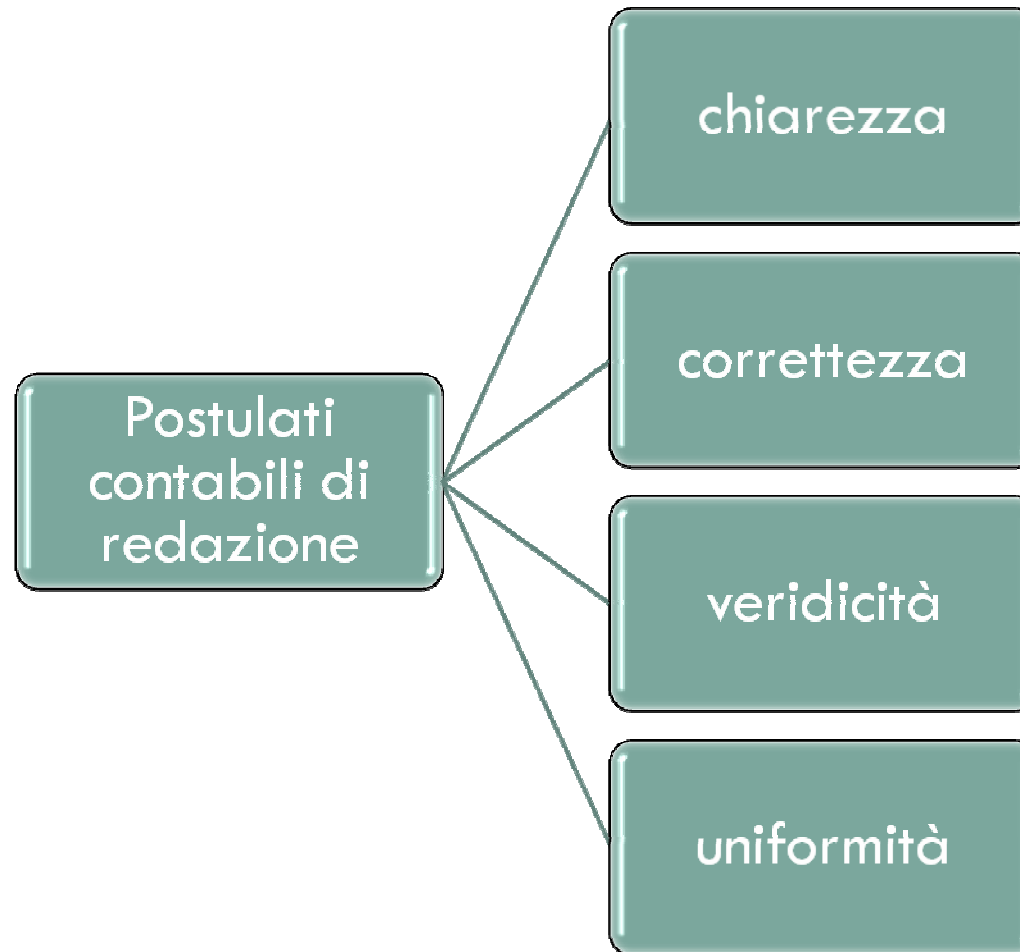 Postulati
contabili di
redazione
chiarezza
correttezza
veridicità
uniformità